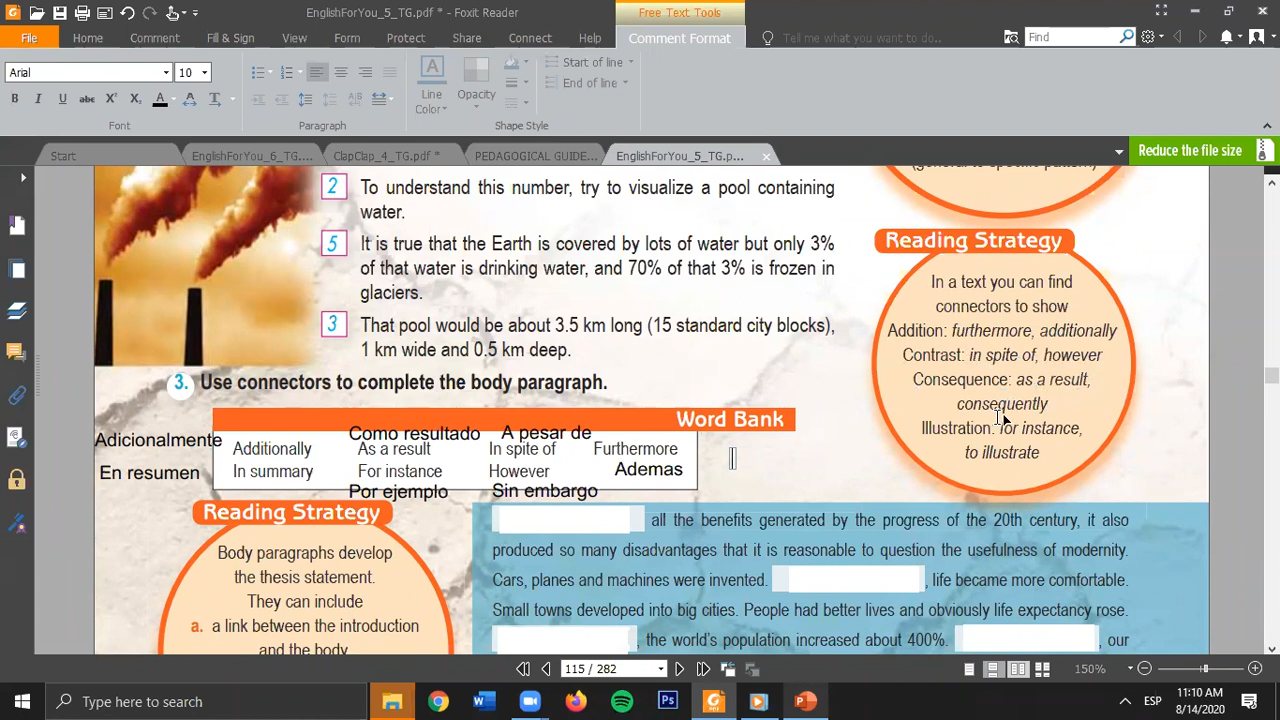 EnglishForYou_5_TG.pdf * - Foxit Reader
Free Text Tools
File
Home
Comment
Fill & Sign
View
Form
Protect
Share
Connect
Help
Comment Format
Tell me what you want to do...
Find
Arial
10
Line Color
Opacity
Start of line
End of line
Font
Paragraph
Shape Style
Start
EnglishForYou_6_TG....
ClapClap_4_TG.pdf *
PEDAGOGICAL GUIDE...
EnglishForYou_5_TG.p...
Reduce the file size
(general to specific pattern)
2 To understand this number, try to visualize a pool containing
water.
5 It is true that the Earth is covered by lots of water but only 3%
of that water is drinking water, and 70% of that 3% is frozen in
glaciers.
3 That pool would be about 3.5 km long (15 standard city blocks),
1 km wide and 0.5 km deep.
Reading Strategy
In a text you can find
connectors to show
Addition: furthermore, additionally
Contrast: in spite of, however
Consequence: as a result,
consequently
Illustration: for instance,
to illustrate
3. Use connectors to complete the body paragraph.
Word Bank
Adicionalmente
Como resultado
A pesar de
Additionally As a result In spite of Furthermore
En resumen
In summary For instance However
Ademas
Por ejemplo
Sin embargo
Reading Strategy
Body paragraphs develop
the thesis statement.
They can include
a. a link between the introduction
and the body
all the benefits generated by the progress of the 20th century, it also
produced so many disadvantages that it is reasonable to question the usefulness of modernity.
Cars, planes and machines were invented. , life became more comfortable.
Small towns developed into big cities. People had better lives and obviously life expectancy rose.
, the world's population increased about 400%. , our
115 / 282
150%
Type here to search
ESP
11:10 AM
8/14/2020